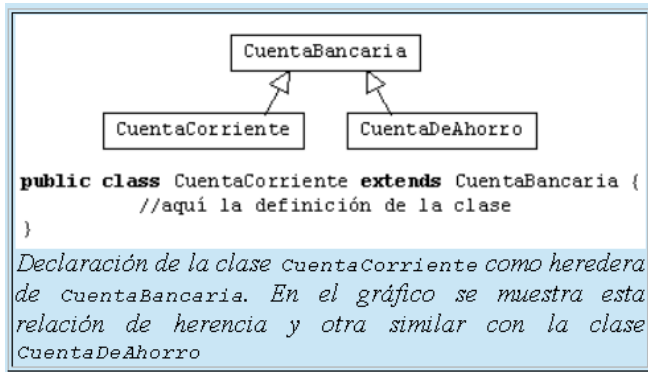 CuentaBancaria
CuentaCorriente CuentaDeAhorro
public class CuentaCorriente extends CuentaBancaria {
//aquí la definición de la clase
}
Declaración de la clase CuentaCorriente como heredera
de CuentaBancaria. En el gráfico se muestra esta
relación de herencia y otra similar con la clase
CuentaDeAhorro